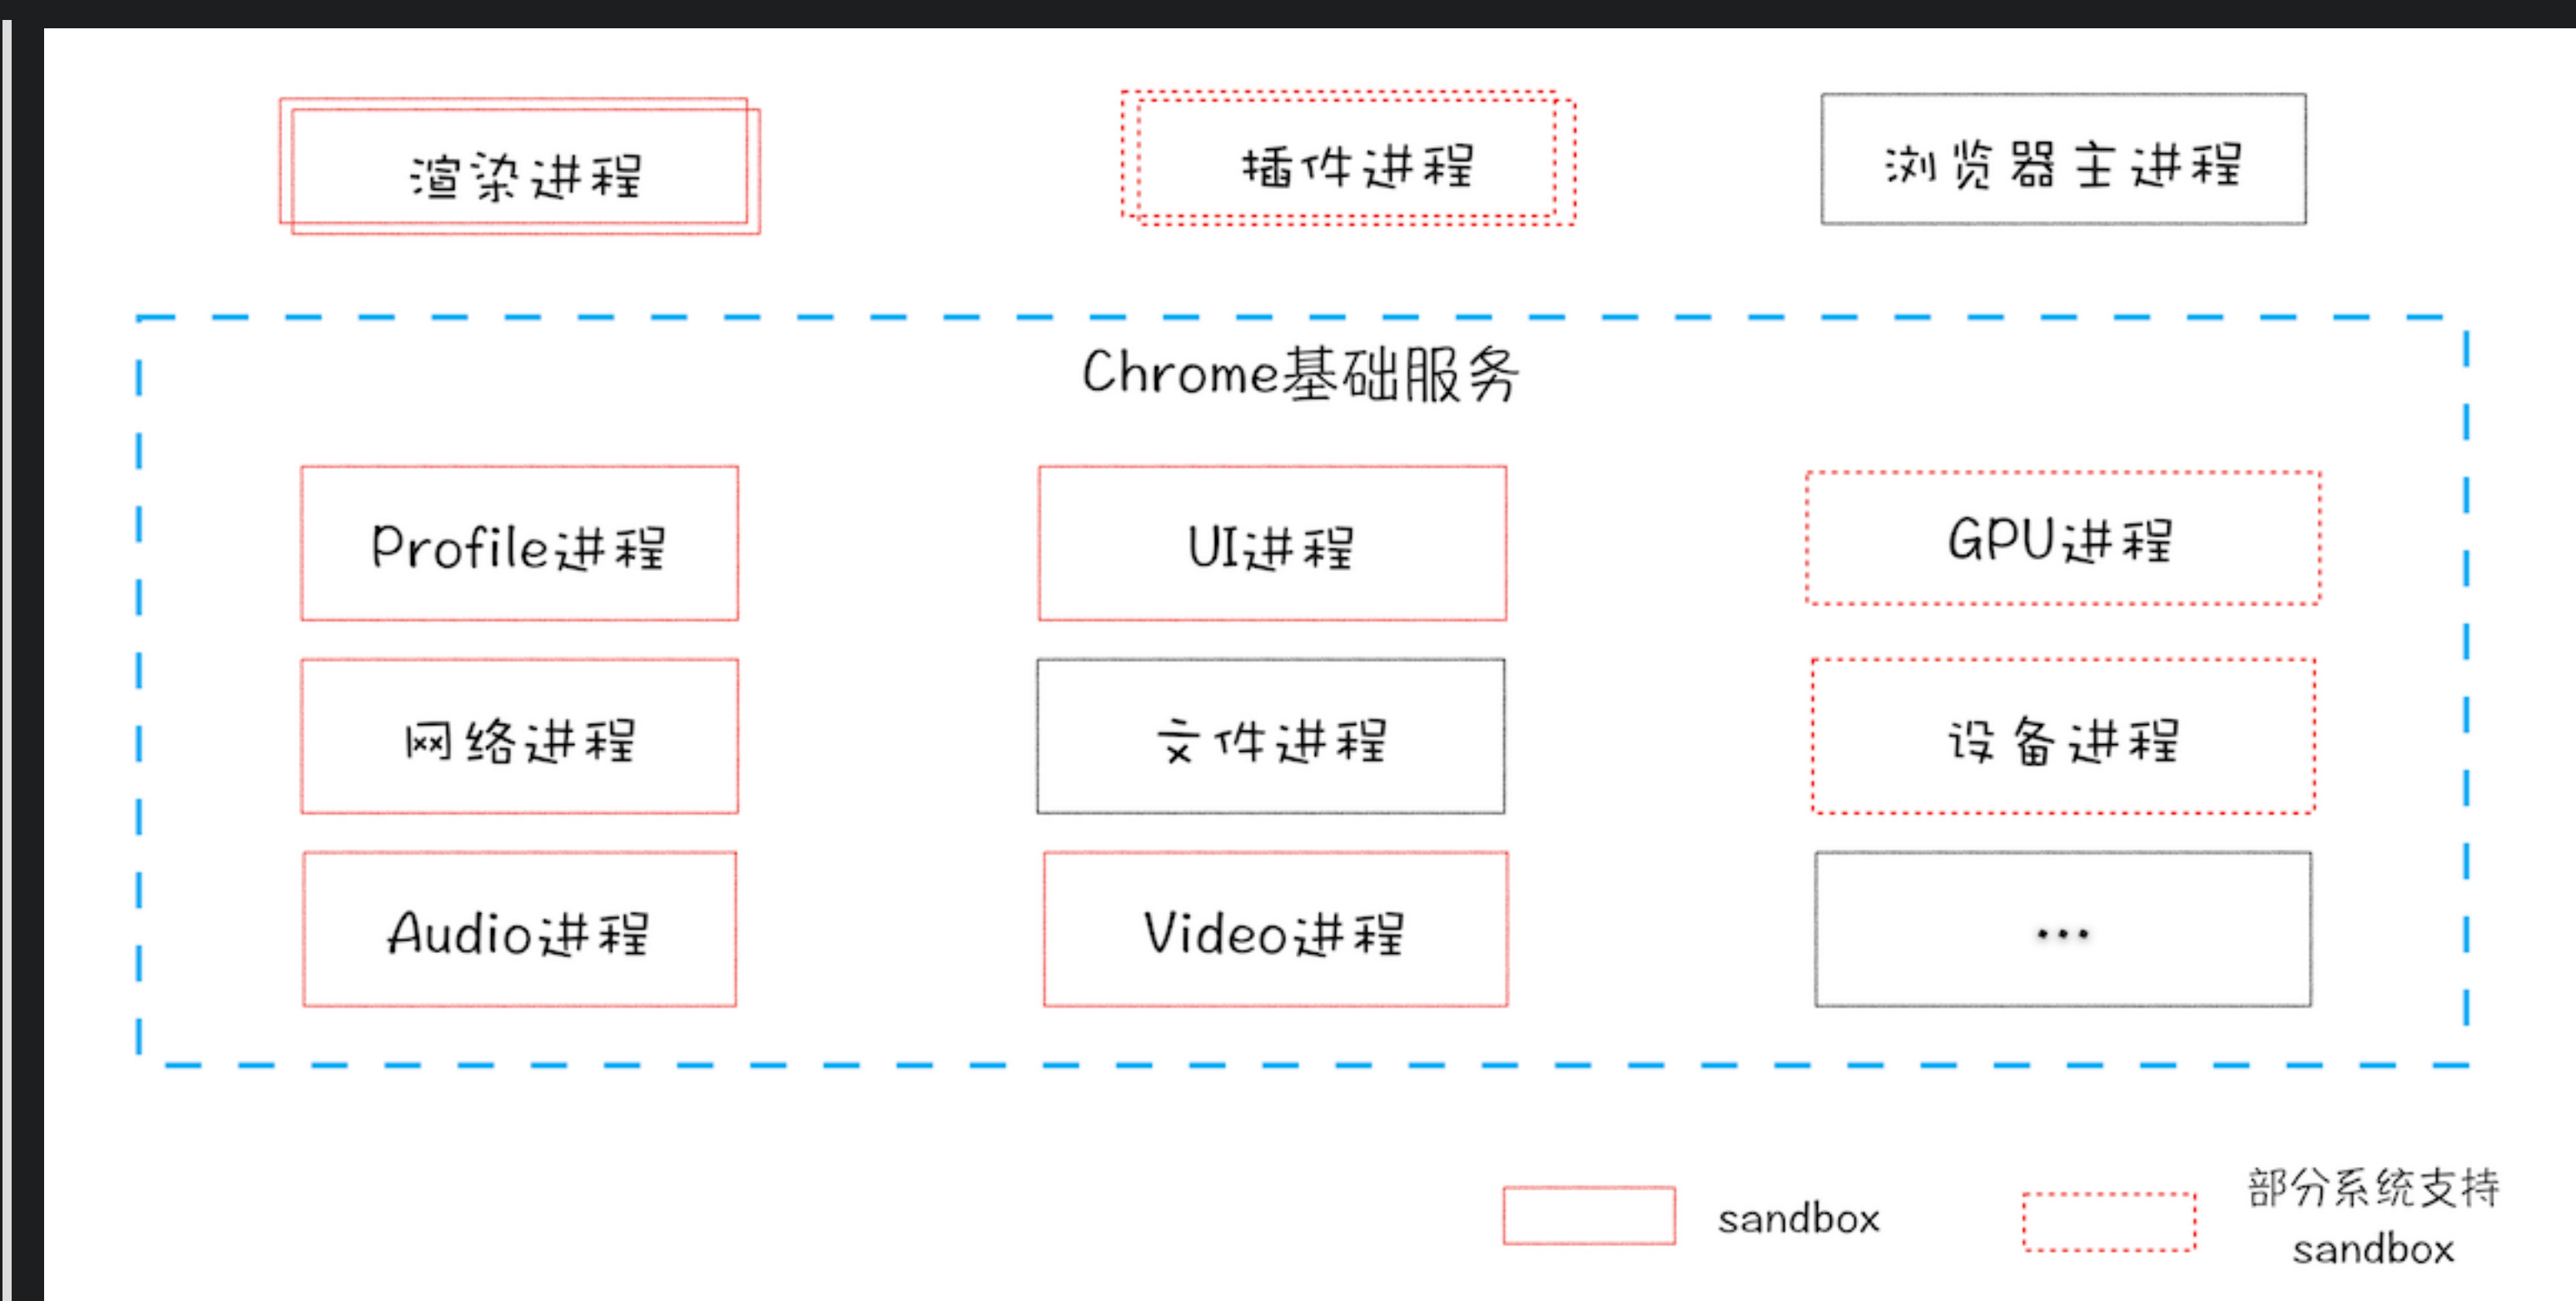 渲染进程
插件进程
浏览器主进程
Chrome基础服务
Profile进程
UI进程
GPU进程
网络进程
文件进程
设备进程
Audio进程
Video进程
...
sandbox
部分系统支持
sandbox